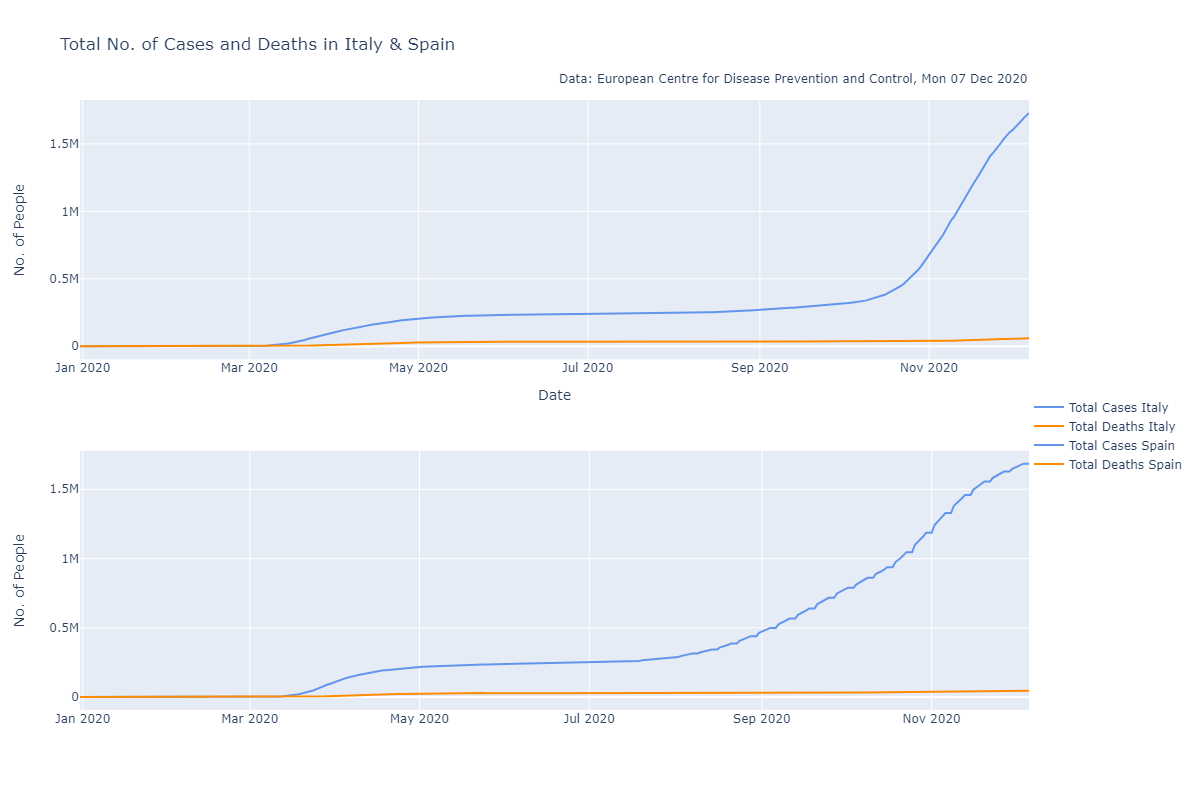 Total No. of Cases and Deaths in Italy & Spain
Data: European Centre for Disease Prevention and Control, Mon 07 Dec 2020
No. of People
1.5M
1M
0.5M
0
Jan 2020 Mar 2020 May 2020 Jul 2020 Sep 2020 Nov 2020
Date
Total Cases Italy
Total Deaths Italy
Total Cases Spain
Total Deaths Spain
No. of People
1.5M
1M
0.5M
0
Jan 2020 Mar 2020 May 2020 Jul 2020 Sep 2020 Nov 2020